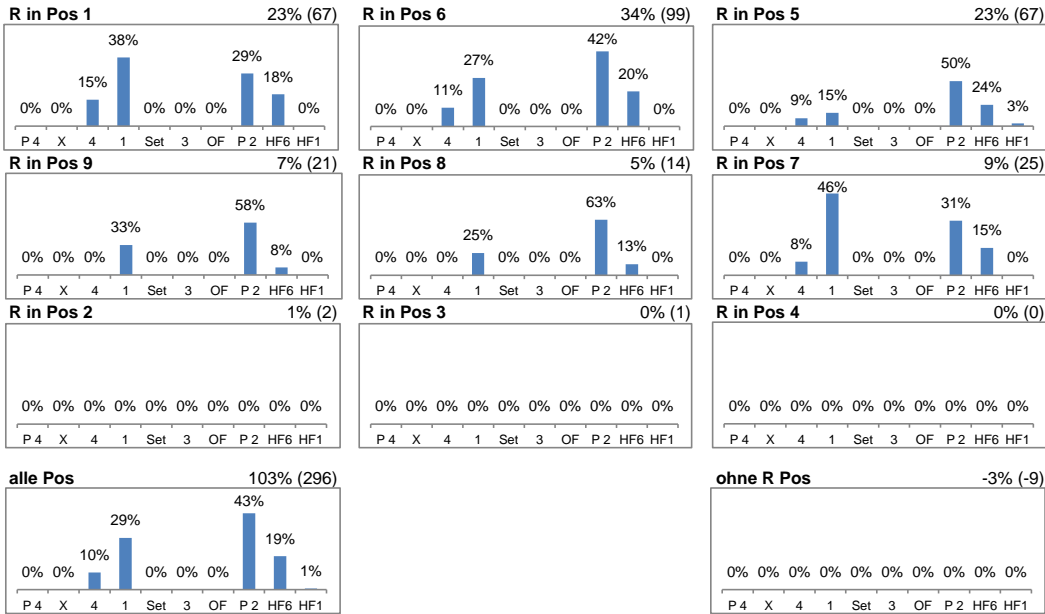 R in Pos 1 23% (67)
38%
29%
15% 18%
0% 0% 0% 0% 0% 0%
P 4 X 4 1 Set 3 OF P 2 HF6 HF1
R in Pos 6 34% (99)
42%
27%
20%
11%
0% 0% 0% 0% 0% 0%
P 4 X 4 1 Set 3 OF P 2 HF6 HF1
R in Pos 5 23% (67)
50%
24%
9% 15%
3%
0% 0% 0% 0% 0%
P 4 X 4 1 Set 3 OF P 2 HF6 HF1
R in Pos 9 7% (21)
58%
33%
8%
0% 0% 0% 0% 0% 0% 0%
P 4 X 4 1 Set 3 OF P 2 HF6 HF1
R in Pos 8 5% (14)
63%
25%
13%
0% 0% 0% 0% 0% 0% 0%
P 4 X 4 1 Set 3 OF P 2 HF6 HF1
R in Pos 7 9% (25)
46%
31%
15%
8%
0% 0% 0% 0% 0% 0%
P 4 X 4 1 Set 3 OF P 2 HF6 HF1
R in Pos 2 1% (2)
0% 0% 0% 0% 0% 0% 0% 0% 0% 0%
P 4 X 4 1 Set 3 OF P 2 HF6 HF1
R in Pos 3 0% (1)
0% 0% 0% 0% 0% 0% 0% 0% 0% 0%
P 4 X 4 1 Set 3 OF P 2 HF6 HF1
R in Pos 4 0% (0)
0% 0% 0% 0% 0% 0% 0% 0% 0% 0%
P 4 X 4 1 Set 3 OF P 2 HF6 HF1
alle Pos 103% (296)
43%
29%
19%
10%
0% 0% 0% 0% 0% 1%
P 4 X 4 1 Set 3 OF P 2 HF6 HF1
ohne R Pos -3% (-9)
0% 0% 0% 0% 0% 0% 0% 0% 0% 0%
P 4 X 4 1 Set 3 OF P 2 HF6 HF1